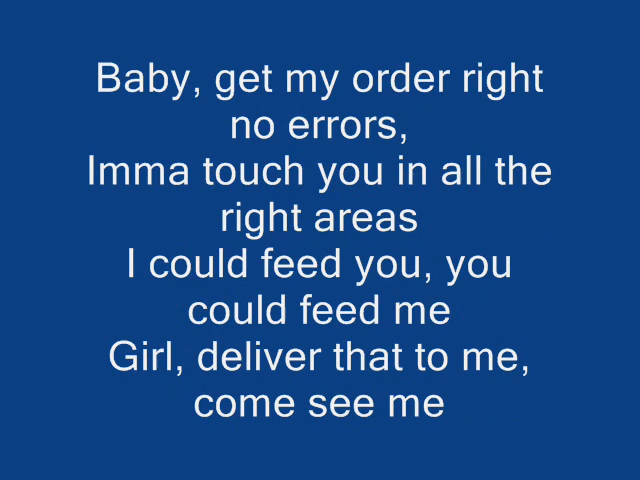 Baby, get my order right
no errors,
Imma touch you in all the
right areas
I could feed you, you
could feed me
Girl, deliver that to me,
come see me